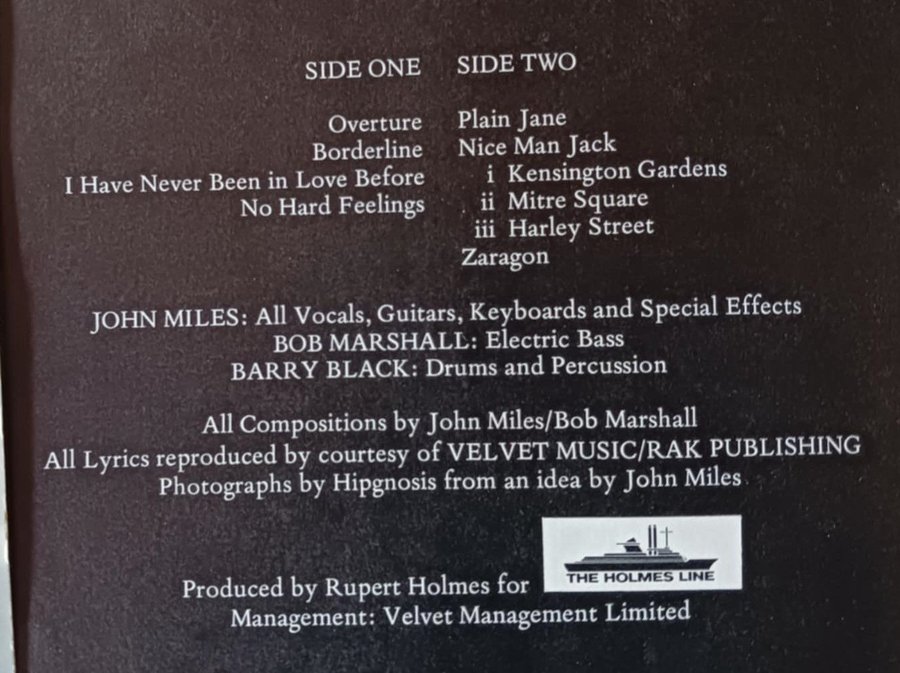 SIDE ONE
Overture
Borderline
I Have Never Been in Love Before
No Hard Feelings
SIDE TWO
Plain Jane
Nice Man Jack
i Kensington Gardens
ii Mitre Square
iii Harley Street
Zaragon
JOHN MILES: All Vocals, Guitars, Keyboards and Special Effects
BOB MARSHALL: Electric Bass
BARRY BLACK: Drums and Percussion
All Compositions by John Miles/Bob Marshall
All Lyrics reproduced by courtesy of VELVET MUSIC/RAK PUBLISHING
Photographs by Hipgnosis from an idea by John Miles
Produced by Rupert Holmes for
THE HOLMES LINE
Management: Velvet Management Limited